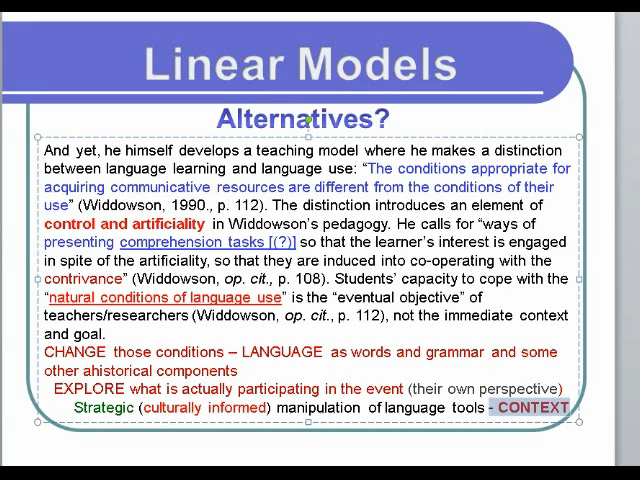 Linear Models
Alternatives?
And yet, he himself develops a teaching model where he makes a distinction
between language learning and language use: “The conditions appropriate for
acquiring communicative resources are different from the conditions of their
use” (Widdowson, 1990., p. 112). The distinction introduces an element of
control and artificiality in Widdowson's pedagogy. He calls for “ways of
presenting comprehension tasks [(?)] so that the learner's interest is engaged
in spite of the artificiality, so that they are induced into co-operating with the
contrivance” (Widdowson, op. cit., p. 108). Students' capacity to cope with the
“natural conditions of language use” is the “eventual objective” of
teachers/researchers (Widdowson, op. cit., p. 112), not the immediate context
and goal.
CHANGE those conditions – LANGUAGE as words and grammar and some
other ahistorical components
EXPLORE what is actually participating in the event (their own perspective)
Strategic (culturally informed) manipulation of language tools - CONTEXT